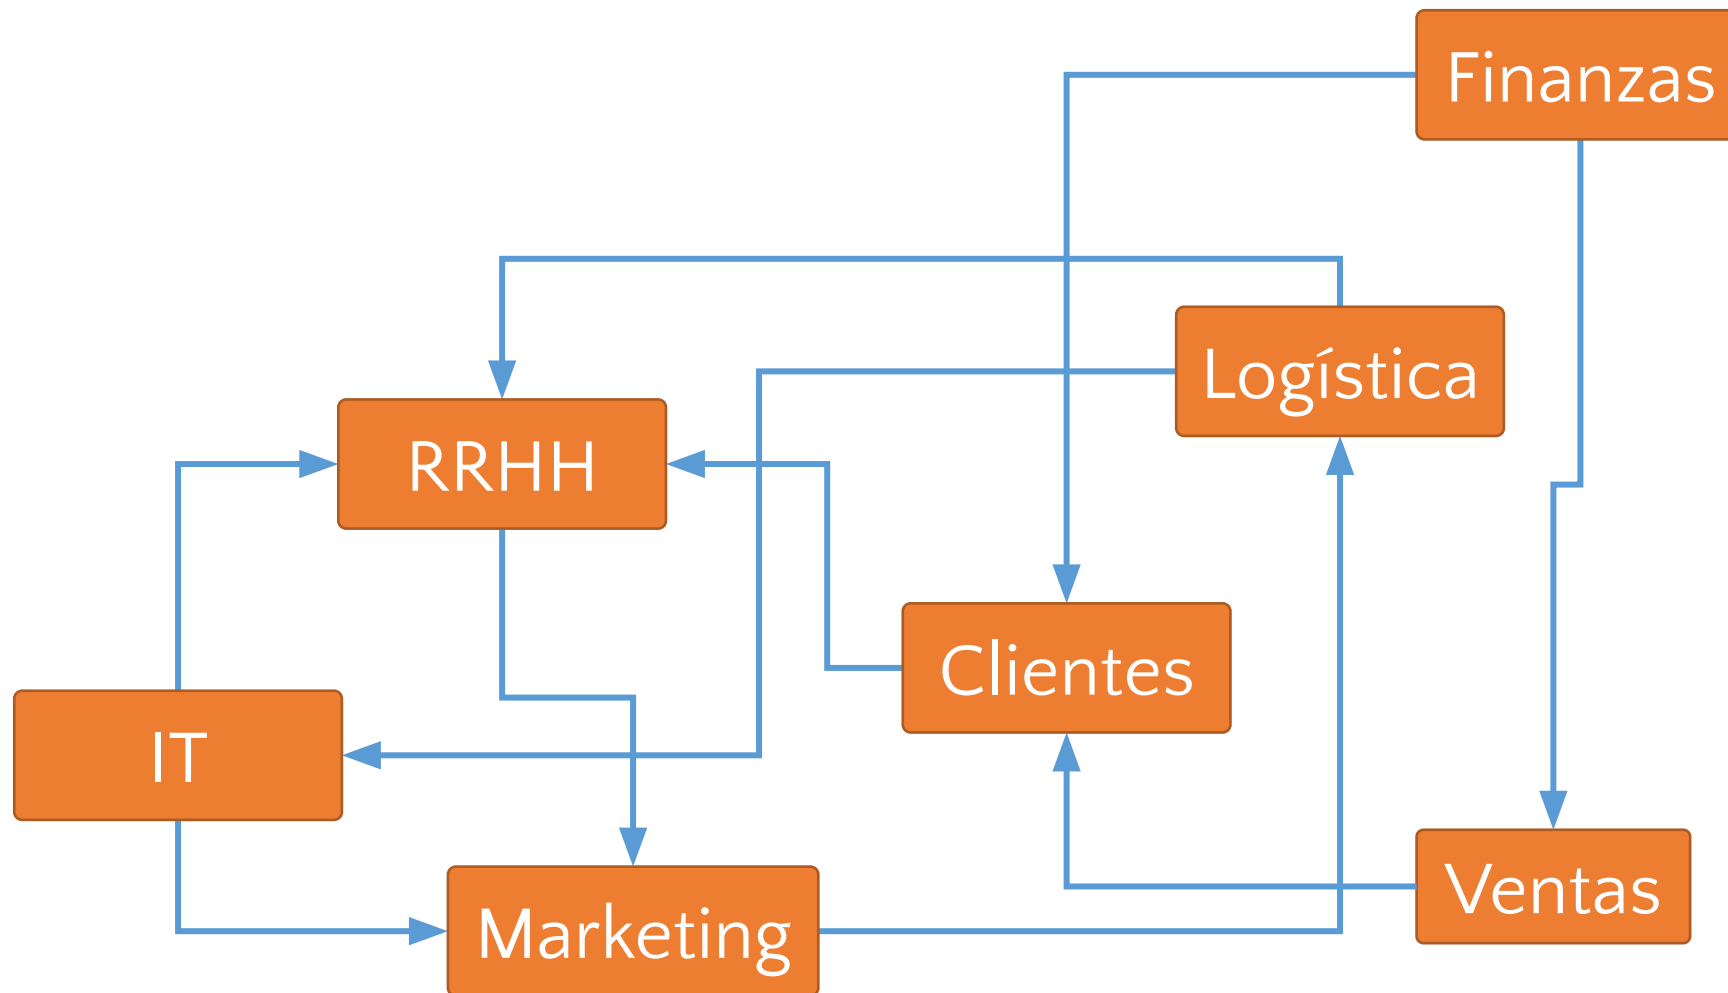 Finanzas
Logística
RRHH
Clientes
IT
Ventas
Marketing